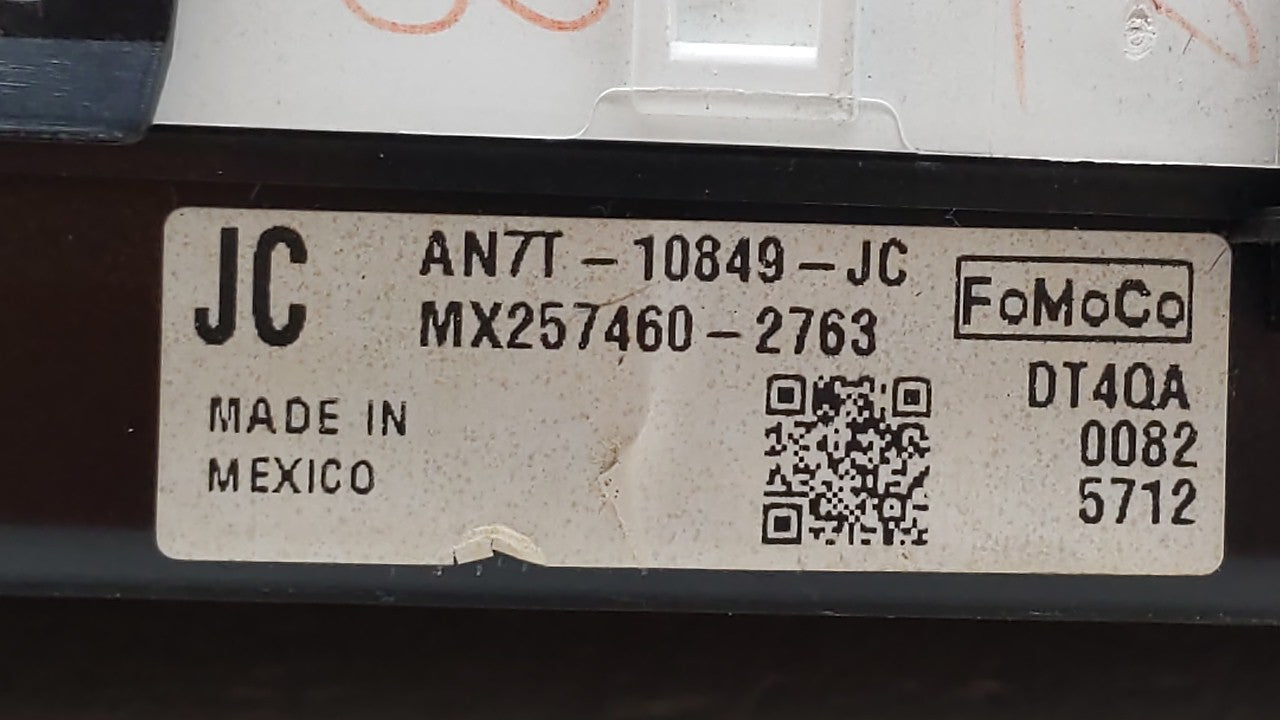 JC
AN7T-10849-JC
MX257460-2763
FoMoCo
MADE IN
MEXICO
DT4QA
0082
5712